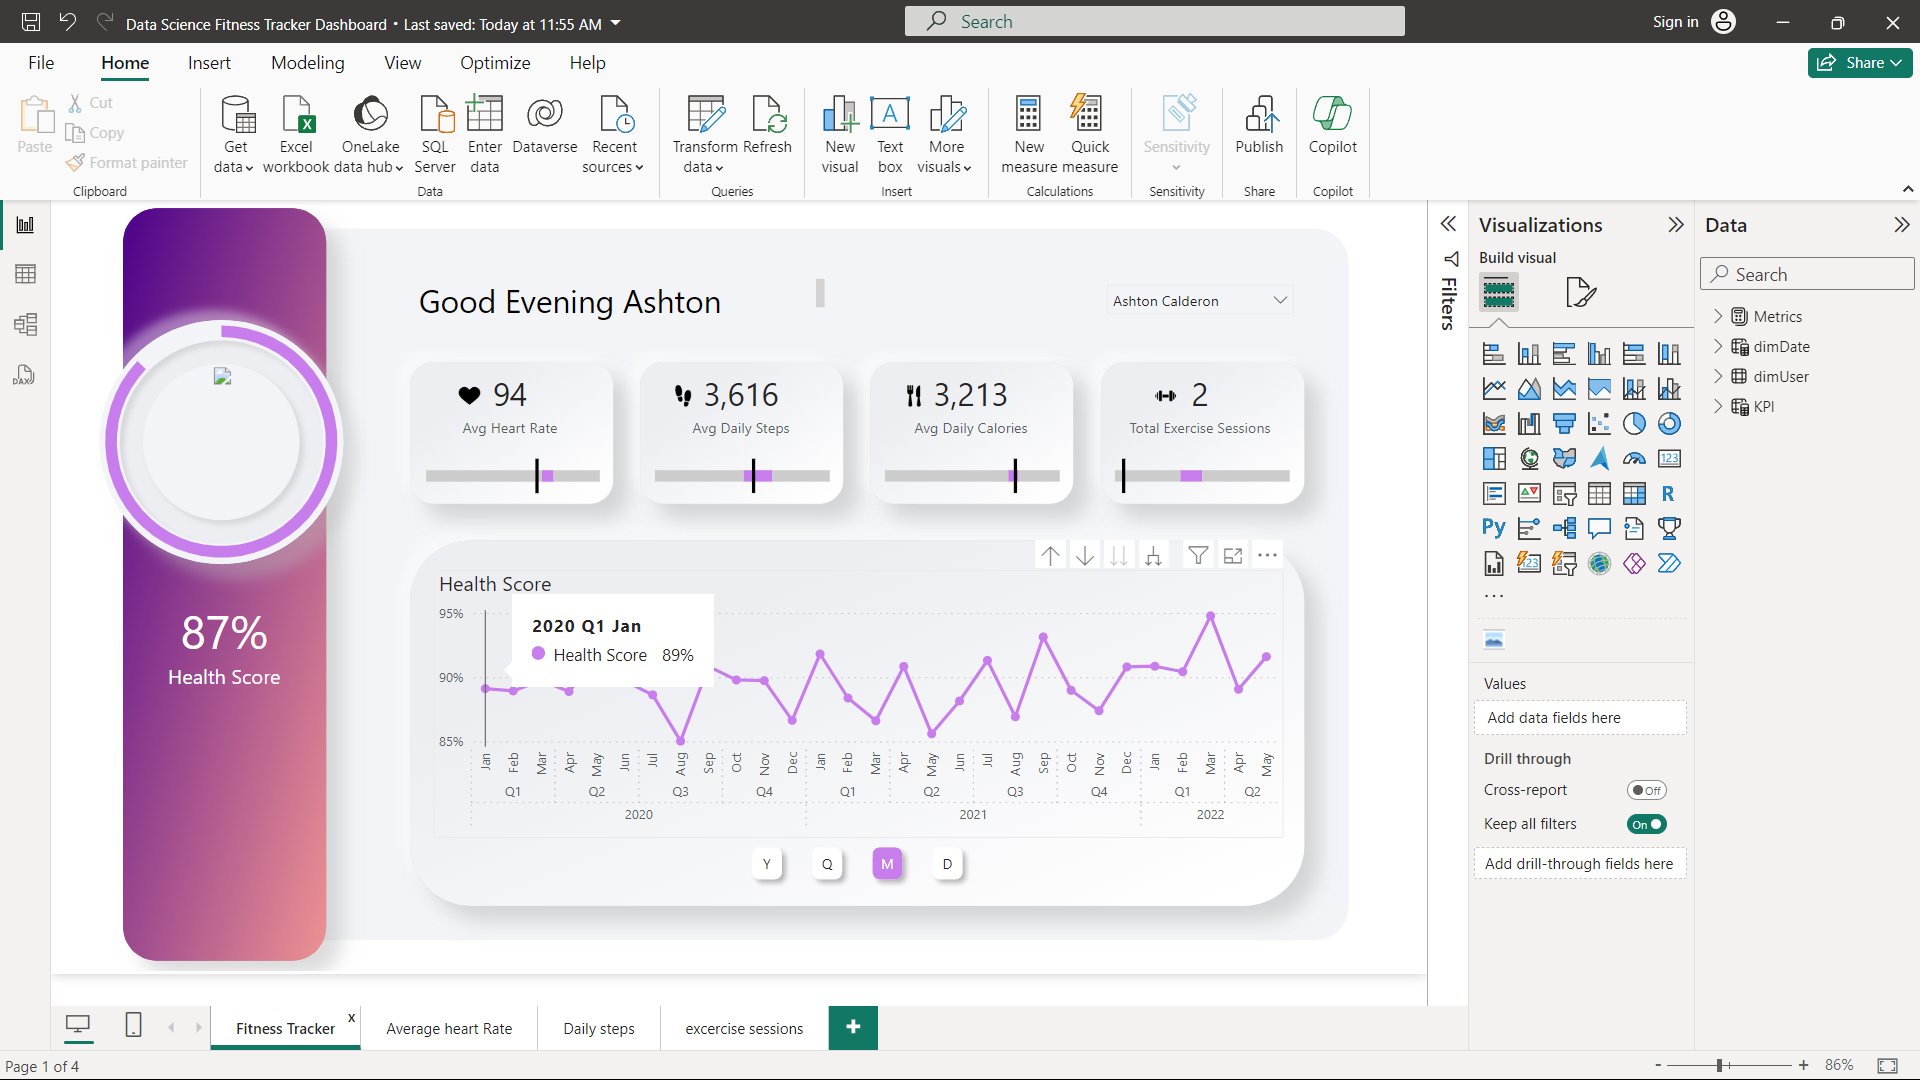 Data Science Fitness Tracker Dashboard • Last saved: Today at 11:55 AM
Search
Sign in
File
Home
Insert
Modeling
View
Optimize
Help
Share
Paste
Cut
Copy
Format painter
Clipboard
Get data
Excel workbook
OneLake data hub
SQL Server
Enter data
Dataverse
Recent sources
Data
Transform data
Refresh
Queries
New visual
Text box
More visuals
Insert
New measure
Quick measure
Calculations
Sensitivity
Sensitivity
Publish
Share
Copilot
Copilot
DAX
87%
Health Score
Good Evening Ashton
Ashton Calderon
94
Avg Heart Rate
3,616
Avg Daily Steps
3,213
Avg Daily Calories
2
Total Exercise Sessions
Health Score
95%
90%
85%
2020 Q1 Jan
Health Score 89%
Jan Feb Mar Apr May Jun Jul Aug Sep Oct Nov Dec Jan Feb Mar Apr May Jun Jul Aug Sep Oct Nov Dec Jan Feb Mar Apr May
Q1 Q2 Q3 Q4 Q1 Q2 Q3 Q4 Q1 Q2
2020 2021 2022
Y Q M D
Filters
Visualizations
Build visual
123
R
Py
123
Values
Add data fields here
Drill through
Cross-report
Off
Keep all filters
On
Add drill-through fields here
Data
Search
Metrics
dimDate
dimUser
KPI
Fitness Tracker
x
Average heart Rate
Daily steps
excercise sessions
+
Page 1 of 4
- + 86%